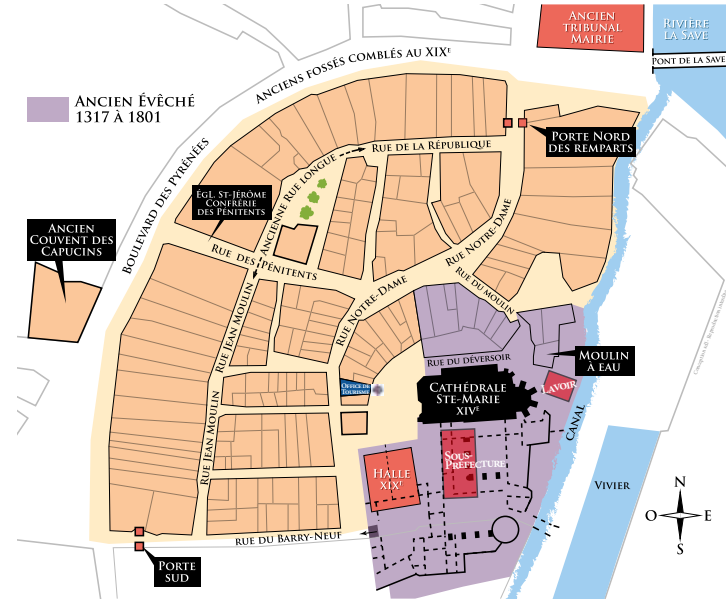 Ancien
Tribunal
Mairie
Rivière
la Save
Pont de la Save
Anciens fossés comblés au XIXe
Ancien Évêché
1317 à 1801
Rue de la République
Porte Nord
des remparts
Boulevard des Pyrénées
Ancienne Rue Longue
Égl. St-Jérôme
Confrérie
des Pénitents
Ancien
Couvent des
Capucins
Rue des Pénitents
Rue Notre-Dame
Rue du moulin
Rue Jean Moulin
Rue Notre-Dame
Rue du déversoir
Moulin
à eau
Office de
Tourisme
Cathédrale
Ste-Marie
XIVe
Lavoir
Canal
Rue Jean Moulin
Halle
XIXe
Sous-
Préfecture
Vivier
N
O
E
S
rue du Barry-Neuf
Porte
sud